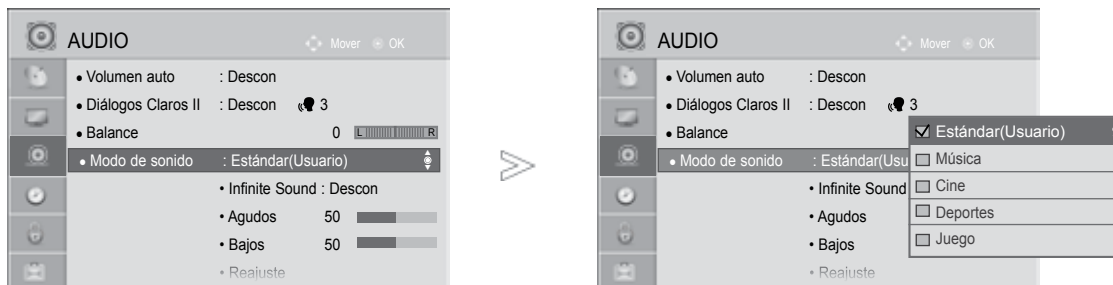 AUDIO
Mover OK
• Volumen auto : Descon
• Diálogos Claros II : Descon 3
• Balance 0 L R
• Modo de sonido : Estándar(Usuario)
• Infinite Sound : Descon
• Agudos 50
• Bajos 50
• Reajuste
>
AUDIO
Mover OK
• Volumen auto : Descon
• Diálogos Claros II : Descon 3
• Balance
• Modo de sonido : Estándar(Usu
• Infinite Sound
• Agudos
• Bajos
• Reajuste
Estándar(Usuario)
Música
Cine
Deportes
Juego